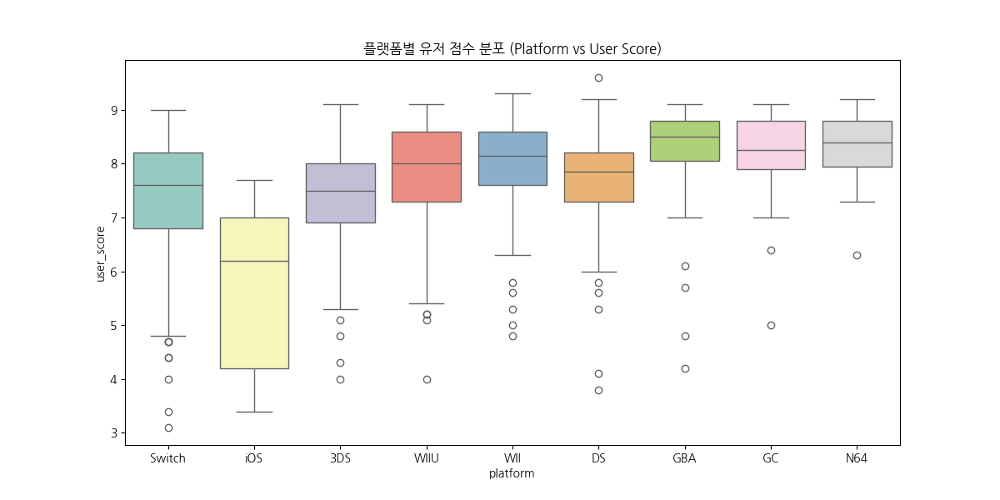 플랫폼별 유저 점수 분포 (Platform vs User Score)
user_score
9
8
7
6
5
4
3
Switch iOS 3DS WIIU WII DS GBA GC N64
platform